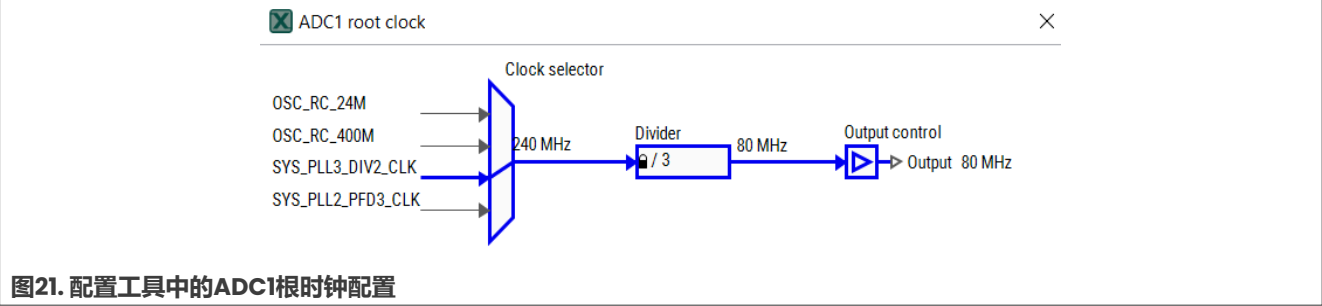 ADC1 root clock
Clock selector
OSC_RC_24M
OSC_RC_400M
SYS_PLL3_DIV2_CLK
SYS_PLL2_PFD3_CLK
240 MHz
Divider
/ 3
80 MHz
Output control
Output 80 MHz
图21. 配置工具中的ADC1根时钟配置